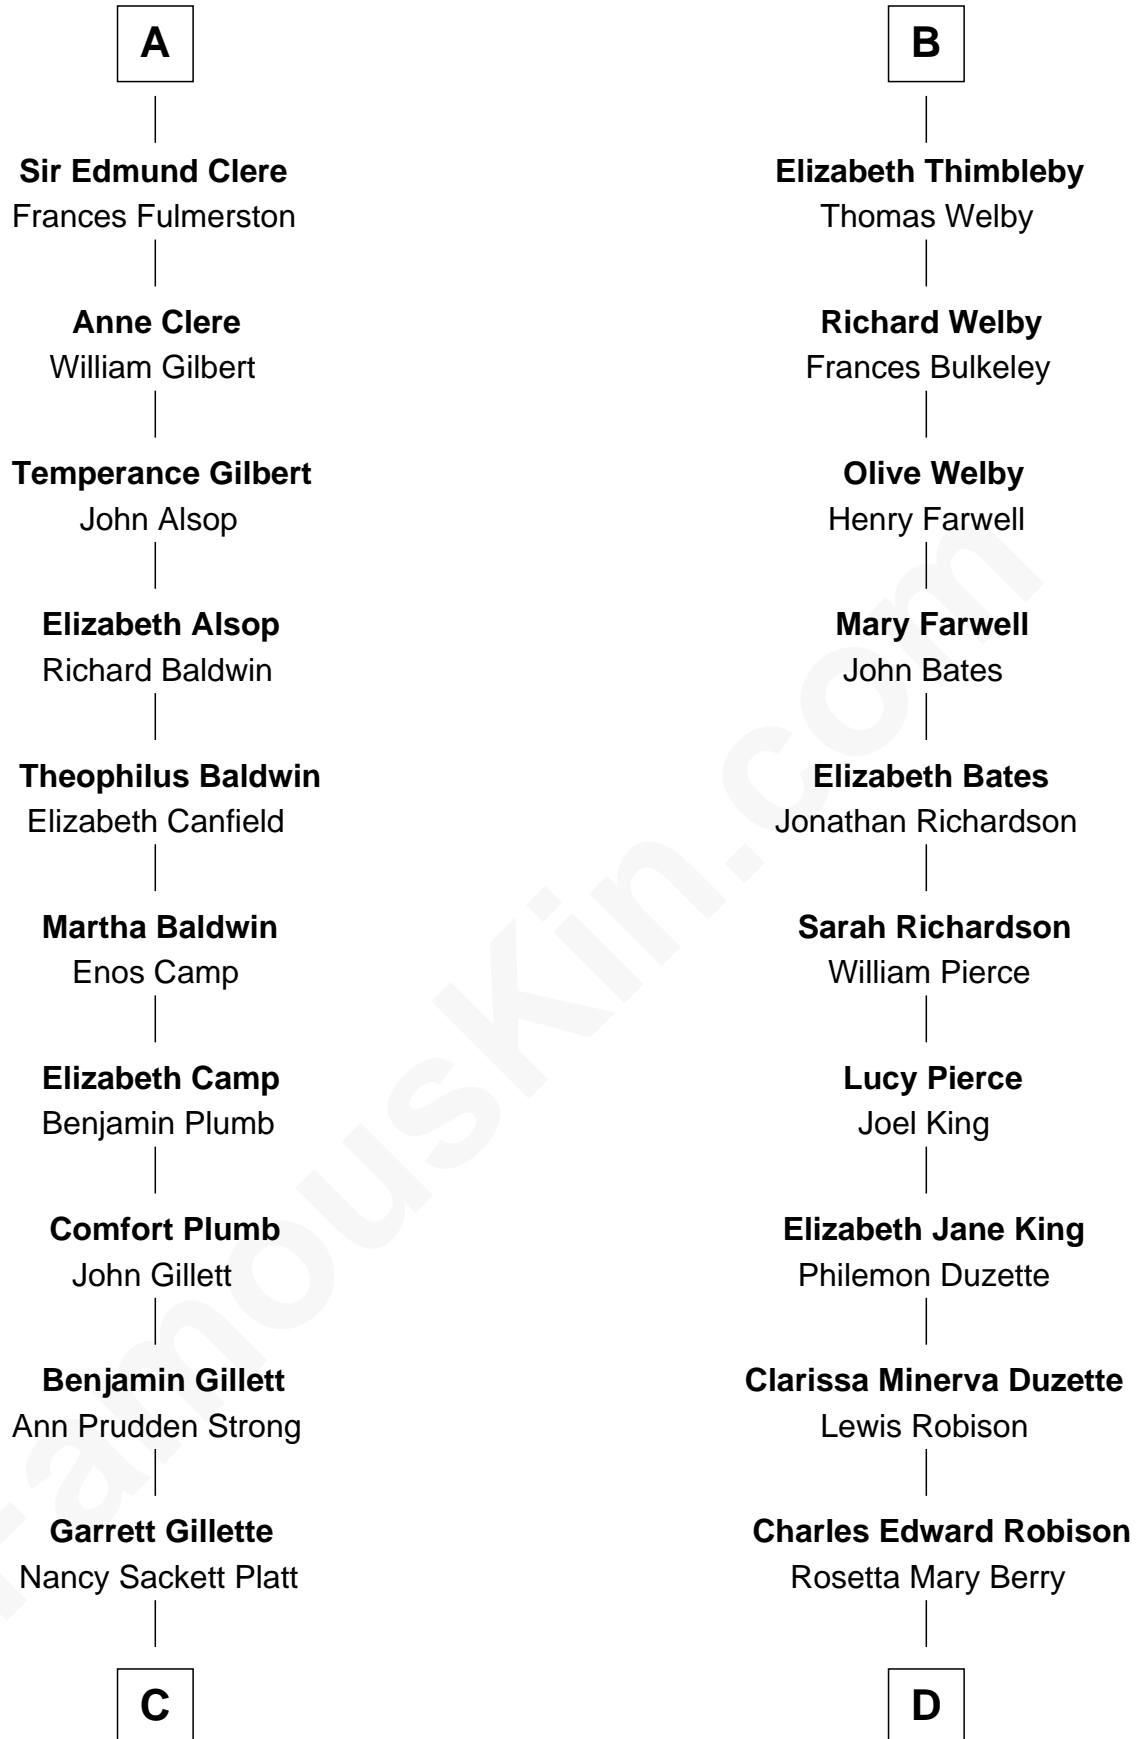 A
Sir Edmund Clere
Frances Fulmerston
Anne Clere
William Gilbert
Temperance Gilbert
John Alsop
Elizabeth Alsop
Richard Baldwin
Theophilus Baldwin
Elizabeth Canfield
Martha Baldwin
Enos Camp
Elizabeth Camp
Benjamin Plumb
Comfort Plumb
John Gillett
Benjamin Gillett
Ann Prudden Strong
Garrett Gillette
Nancy Sackett Platt
C
B
Elizabeth Thimbleby
Thomas Welby
Richard Welby
Frances Bulkeley
Olive Welby
Henry Farwell
Mary Farwell
John Bates
Elizabeth Bates
Jonathan Richardson
Sarah Richardson
William Pierce
Lucy Pierce
Joel King
Elizabeth Jane King
Philemon Duzette
Clarissa Minerva Duzette
Lewis Robison
Charles Edward Robison
Rosetta Mary Berry
D
FamousKin.com